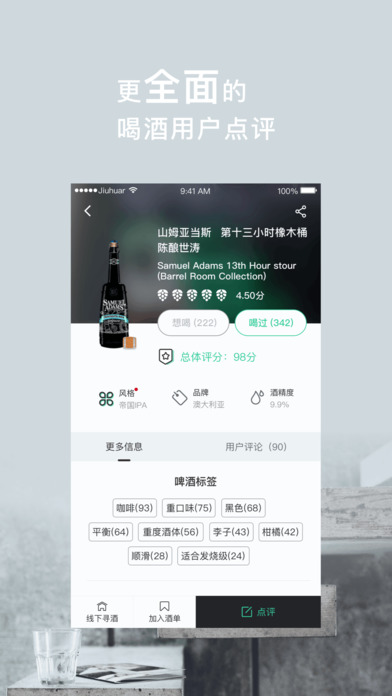 更全面的
喝酒用户点评
Jiuhuar
9:41 AM
100%
山姆亚当斯 第十三小时橡木桶
陈酿世涛
Samuel Adams 13th Hour stour
(Barrel Room Collection)
4.50分
想喝 (222)
喝过 (342)
总体评分：98分
风格
帝国IPA
品牌
澳大利亚
酒精度
9.9%
更多信息
用户评论（90）
啤酒标签
咖啡(93)
重口味(75)
黑色(68)
平衡(64)
重度酒体(56)
李子(43)
柑橘(42)
顺滑(28)
适合发烧级(24)
线下寻酒
加入酒单
点评
SAMUEL
ADAMS